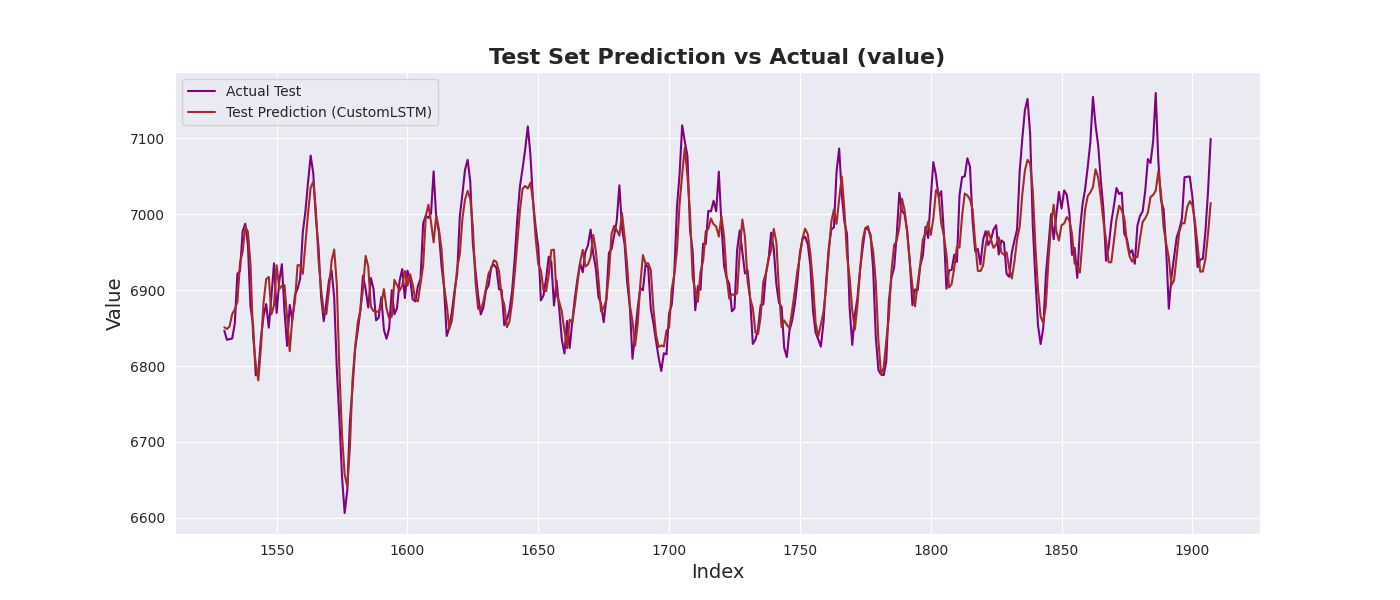 Test Set Prediction vs Actual (value)
Actual Test
Test Prediction (CustomLSTM)
Value
7100
7000
6900
6800
6700
6600
1550 1600 1650 1700 1750 1800 1850 1900
Index